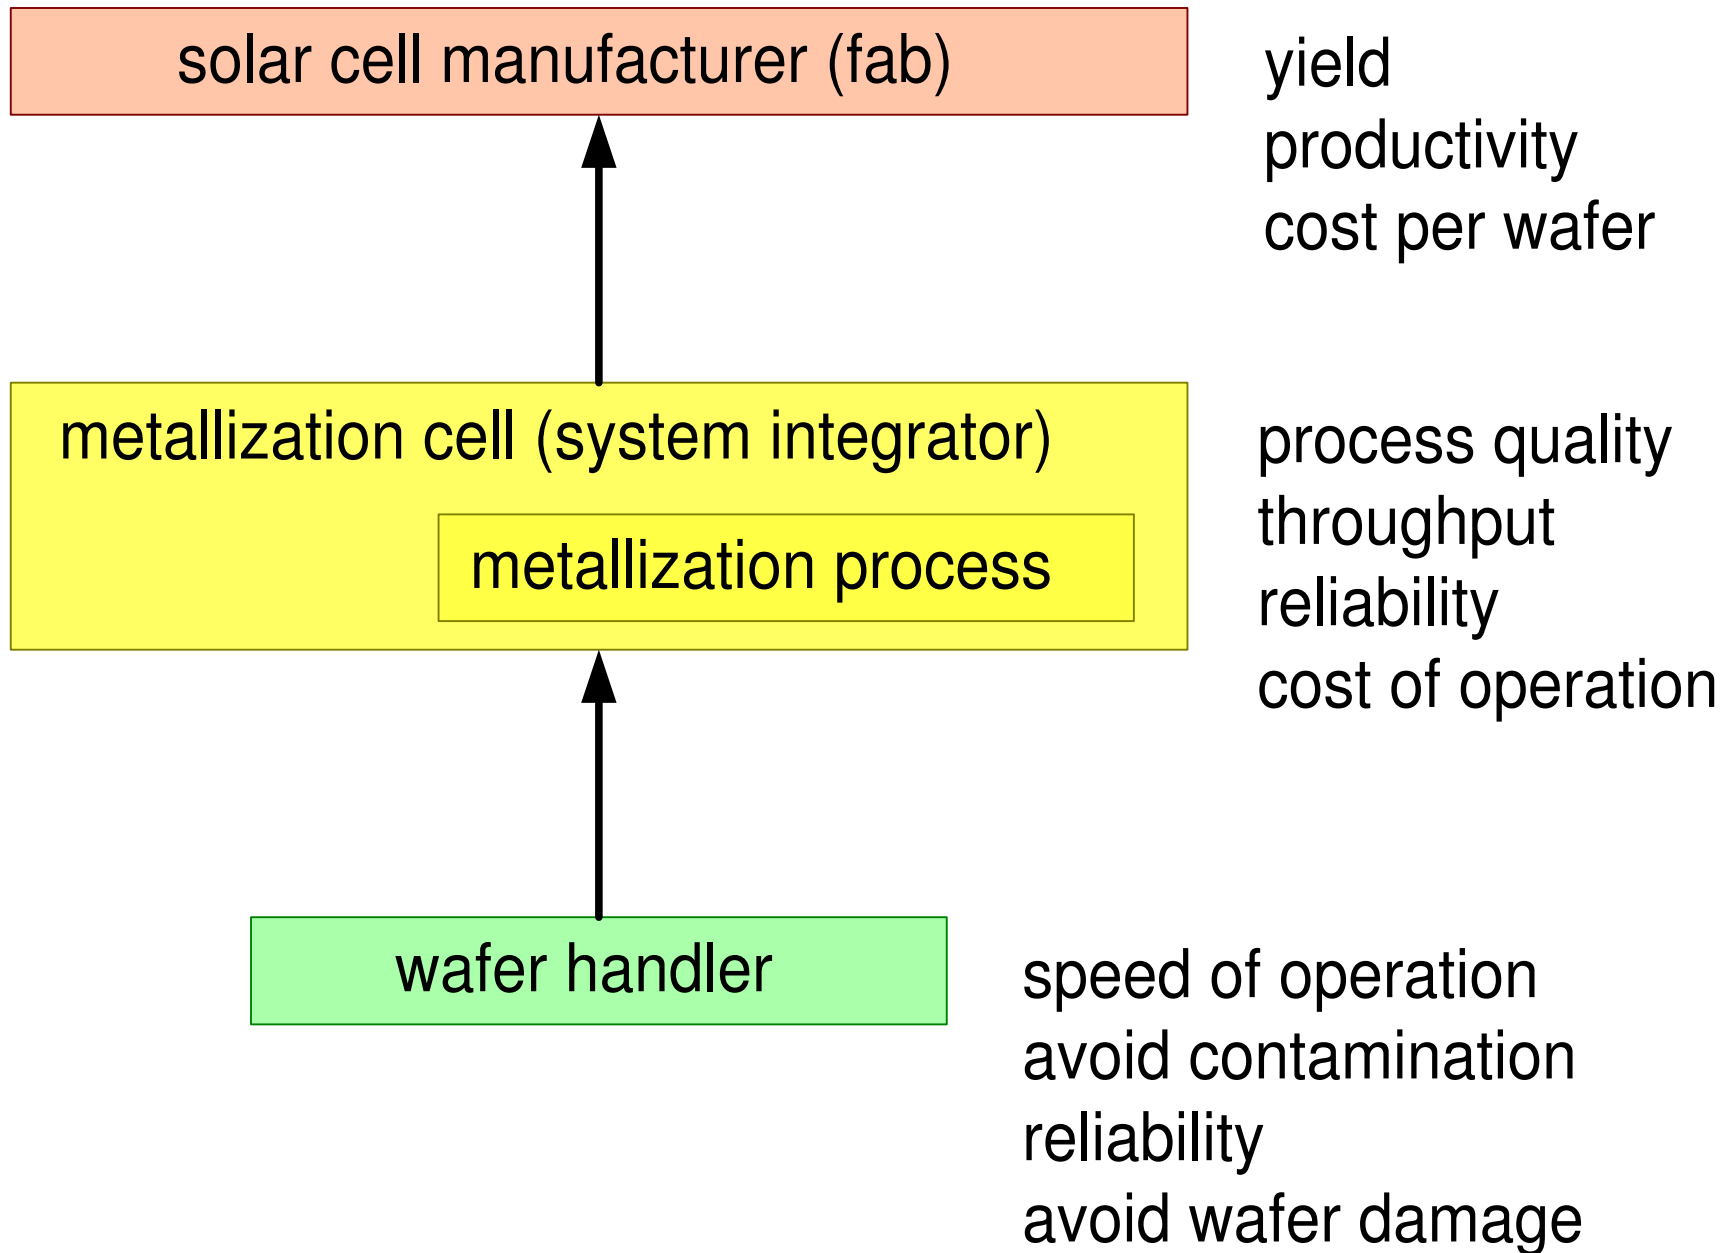 solar cell manufacturer (fab)
yield
productivity
cost per wafer
metallization cell (system integrator)
metallization process
process quality
throughput
reliability
cost of operation
wafer handler
speed of operation
avoid contamination
reliability
avoid wafer damage